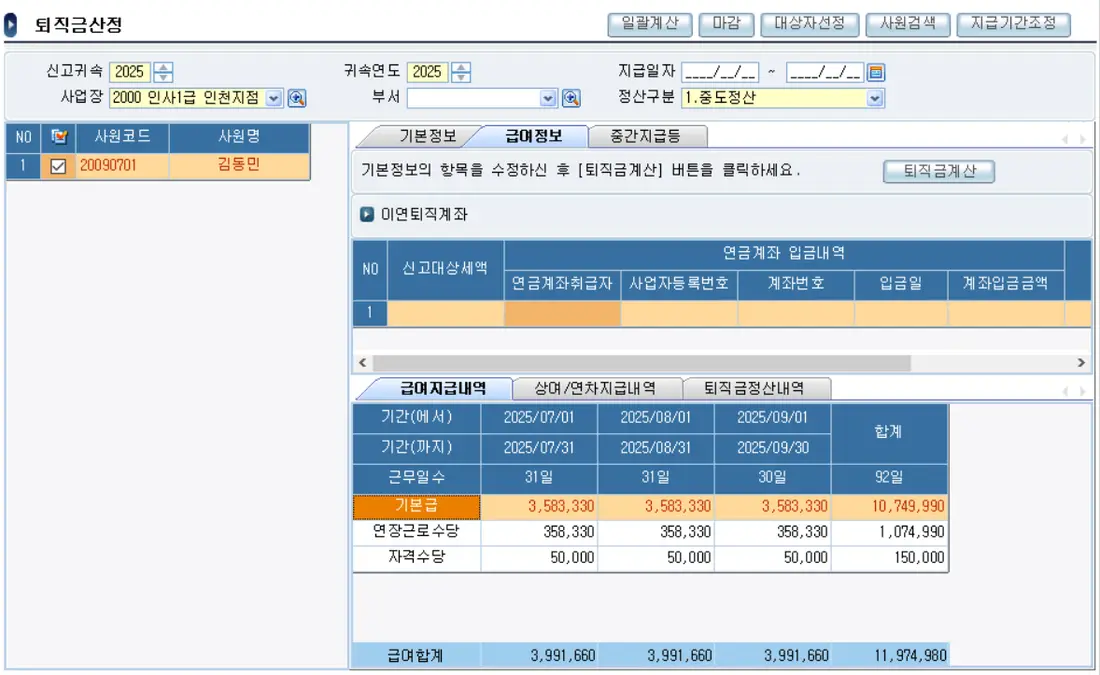 퇴직금산정 일괄계산 마감 대상자선정 사원검색 지급기간조정
신고귀속 2025 귀속연도 2025 지급일자 ____/__/__ ~ ____/__/__
사업장 2000 인사1급 인천지점 부서 정산구분 1.중도정산
NO 사원코드 사원명
1 20090701 김동민
기본정보 급여정보 중간지급등
기본정보의 항목을 수정하신 후 [퇴직금계산] 버튼을 클릭하세요. 퇴직금계산
이연퇴직계좌
NO 신고대상세액 연금계좌 입금내역
연금계좌취급자 사업자등록번호 계좌번호 입금일 계좌입금금액
1
급여지급내역 상여/연차지급내역 퇴직금정산내역
기간(에서) 2025/07/01 2025/08/01 2025/09/01 합계
기간(까지) 2025/07/31 2025/08/31 2025/09/30
근무일수 31일 31일 30일 92일
기본급 3,583,330 3,583,330 3,583,330 10,749,990
연장근로수당 358,330 358,330 358,330 1,074,990
자격수당 50,000 50,000 50,000 150,000
급여합계 3,991,660 3,991,660 3,991,660 11,974,980